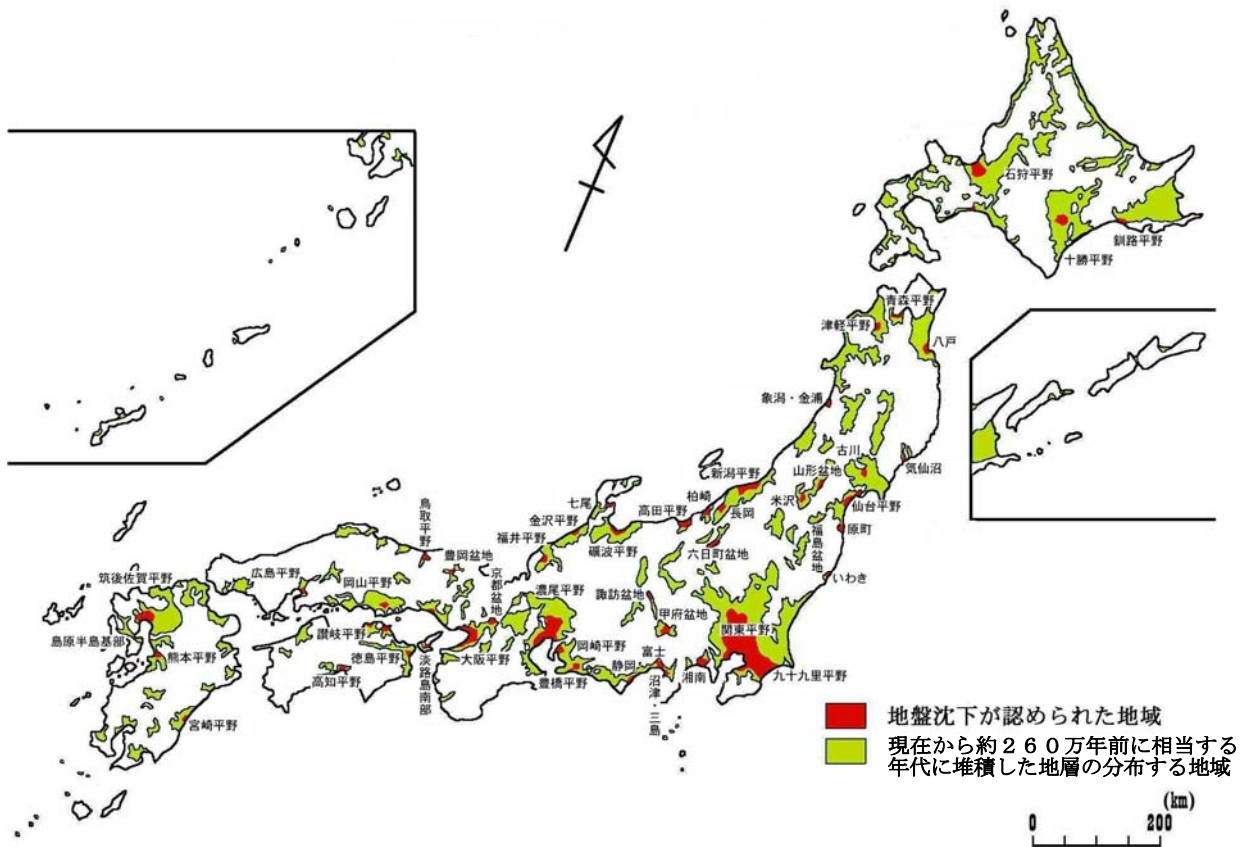 石狩平野
釧路平野
十勝平野
青森平野
津軽平野
八戸
象潟・金浦
古川
気仙沼
山形盆地
新潟平野
米沢
仙台平野
柏崎
長岡
七尾
高田平野
原町
福島盆地
金沢平野
福井平野
礪波平野
六日町盆地
いわき
鳥取平野
豊岡盆地
京都盆地
濃尾平野
諏訪盆地
甲府盆地
関東平野
筑後佐賀平野
広島平野
岡山平野
讃岐平野
島原半島基部
熊本平野
徳島平野
高知平野
淡路島南部
大阪平野
岡崎平野
豊橋平野
静岡
富士
沼津・三島
湘南
九十九里平野
宮崎平野
地盤沈下が認められた地域
現在から約260万年前に相当する
年代に堆積した地層の分布する地域
(km)
0 200